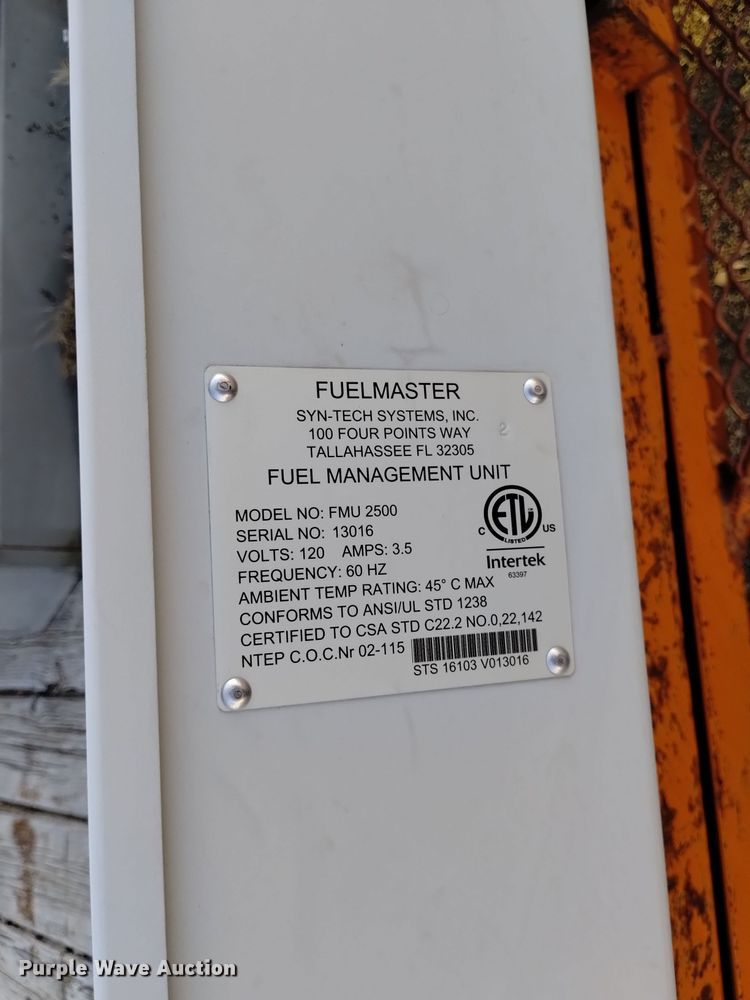 FUELMASTER
SYN-TECH SYSTEMS, INC.
100 FOUR POINTS WAY
TALLAHASSEE FL 32305
2
FUEL MANAGEMENT UNIT
MODEL NO: FMU 2500
SERIAL NO: 13016
VOLTS: 120 AMPS: 3.5
FREQUENCY: 60 HZ
AMBIENT TEMP RATING: 45° C MAX
CONFORMS TO ANSI/UL STD 1238
CERTIFIED TO CSA STD C22.2 NO.0,22,142
NTEP C.O.C.Nr 02-115
STS 16103 V013016
ETL
C LISTED US
Intertek
63397
Purple Wave Auction